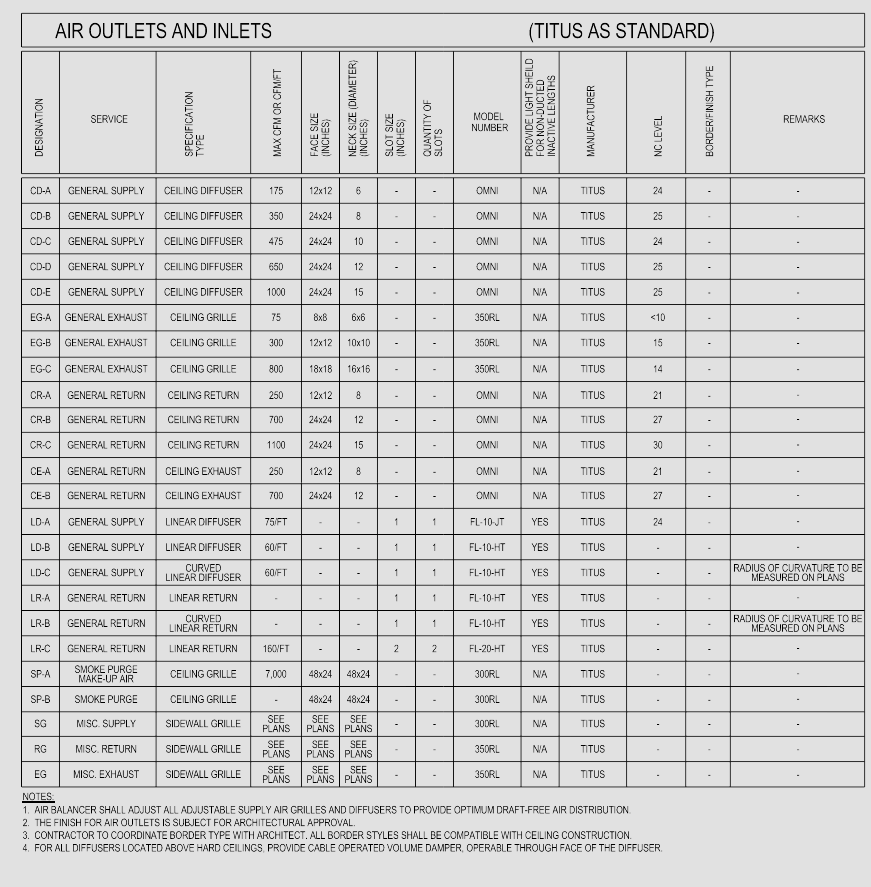 AIR OUTLETS AND INLETS (TITUS AS STANDARD)
DESIGNATION | SERVICE | SPECIFICATION TYPE | MAX CFM OR CFM/FT | FACE SIZE (INCHES) | NECK SIZE (DIAMETER) (INCHES) | SLOT SIZE (INCHES) | QUANTITY OF SLOTS | MODEL NUMBER | PROVIDE LIGHT SHEILD FOR NON-DUCTED INACTIVE LENGTHS | MANUFACTURER | NC LEVEL | BORDER/FINISH TYPE | REMARKS
CD-A | GENERAL SUPPLY | CEILING DIFFUSER | 175 | 12x12 | 6 | - | - | OMNI | N/A | TITUS | 24 | - | -
CD-B | GENERAL SUPPLY | CEILING DIFFUSER | 350 | 24x24 | 8 | - | - | OMNI | N/A | TITUS | 25 | - | -
CD-C | GENERAL SUPPLY | CEILING DIFFUSER | 475 | 24x24 | 10 | - | - | OMNI | N/A | TITUS | 24 | - | -
CD-D | GENERAL SUPPLY | CEILING DIFFUSER | 650 | 24x24 | 12 | - | - | OMNI | N/A | TITUS | 25 | - | -
CD-E | GENERAL SUPPLY | CEILING DIFFUSER | 1000 | 24x24 | 15 | - | - | OMNI | N/A | TITUS | 25 | - | -
EG-A | GENERAL EXHAUST | CEILING GRILLE | 75 | 8x8 | 6x6 | - | - | 350RL | N/A | TITUS | <10 | - | -
EG-B | GENERAL EXHAUST | CEILING GRILLE | 300 | 12x12 | 10x10 | - | - | 350RL | N/A | TITUS | 15 | - | -
EG-C | GENERAL EXHAUST | CEILING GRILLE | 800 | 18x18 | 16x16 | - | - | 350RL | N/A | TITUS | 14 | - | -
CR-A | GENERAL RETURN | CEILING RETURN | 250 | 12x12 | 8 | - | - | OMNI | N/A | TITUS | 21 | - | -
CR-B | GENERAL RETURN | CEILING RETURN | 700 | 24x24 | 12 | - | - | OMNI | N/A | TITUS | 27 | - | -
CR-C | GENERAL RETURN | CEILING RETURN | 1100 | 24x24 | 15 | - | - | OMNI | N/A | TITUS | 30 | - | -
CE-A | GENERAL RETURN | CEILING EXHAUST | 250 | 12x12 | 8 | - | - | OMNI | N/A | TITUS | 21 | - | -
CE-B | GENERAL RETURN | CEILING EXHAUST | 700 | 24x24 | 12 | - | - | OMNI | N/A | TITUS | 27 | - | -
LD-A | GENERAL SUPPLY | LINEAR DIFFUSER | 75/FT | - | - | 1 | 1 | FL-10-JT | YES | TITUS | 24 | - | -
LD-B | GENERAL SUPPLY | LINEAR DIFFUSER | 60/FT | - | - | 1 | 1 | FL-10-HT | YES | TITUS | - | - | -
LD-C | GENERAL SUPPLY | CURVED LINEAR DIFFUSER | 60/FT | - | - | 1 | 1 | FL-10-HT | YES | TITUS | - | - | RADIUS OF CURVATURE TO BE MEASURED ON PLANS
LR-A | GENERAL RETURN | LINEAR RETURN | - | - | - | 1 | 1 | FL-10-HT | YES | TITUS | - | - | -
LR-B | GENERAL RETURN | CURVED LINEAR RETURN | - | - | - | 1 | 1 | FL-10-HT | YES | TITUS | - | - | RADIUS OF CURVATURE TO BE MEASURED ON PLANS
LR-C | GENERAL RETURN | LINEAR RETURN | 160/FT | - | - | 2 | 2 | FL-20-HT | YES | TITUS | - | - | -
SP-A | SMOKE PURGE MAKE-UP AIR | CEILING GRILLE | 7,000 | 48x24 | 48x24 | - | - | 300RL | N/A | TITUS | - | - | -
SP-B | SMOKE PURGE | CEILING GRILLE | - | 48x24 | 48x24 | - | - | 300RL | N/A | TITUS | - | - | -
SG | MISC. SUPPLY | SIDEWALL GRILLE | SEE PLANS | SEE PLANS | SEE PLANS | - | - | 300RL | N/A | TITUS | - | - | -
RG | MISC. RETURN | SIDEWALL GRILLE | SEE PLANS | SEE PLANS | SEE PLANS | - | - | 350RL | N/A | TITUS | - | - | -
EG | MISC. EXHAUST | SIDEWALL GRILLE | SEE PLANS | SEE PLANS | SEE PLANS | - | - | 350RL | N/A | TITUS | - | - | -
NOTES:
1. AIR BALANCER SHALL ADJUST ALL ADJUSTABLE SUPPLY AIR GRILLES AND DIFFUSERS TO PROVIDE OPTIMUM DRAFT-FREE AIR DISTRIBUTION.
2. THE FINISH FOR AIR OUTLETS IS SUBJECT FOR ARCHITECTURAL APPROVAL.
3. CONTRACTOR TO COORDINATE BORDER TYPE WITH ARCHITECT. ALL BORDER STYLES SHALL BE COMPATIBLE WITH CEILING CONSTRUCTION.
4. FOR ALL DIFFUSERS LOCATED ABOVE HARD CEILINGS, PROVIDE CABLE OPERATED VOLUME DAMPER, OPERABLE THROUGH FACE OF THE DIFFUSER.